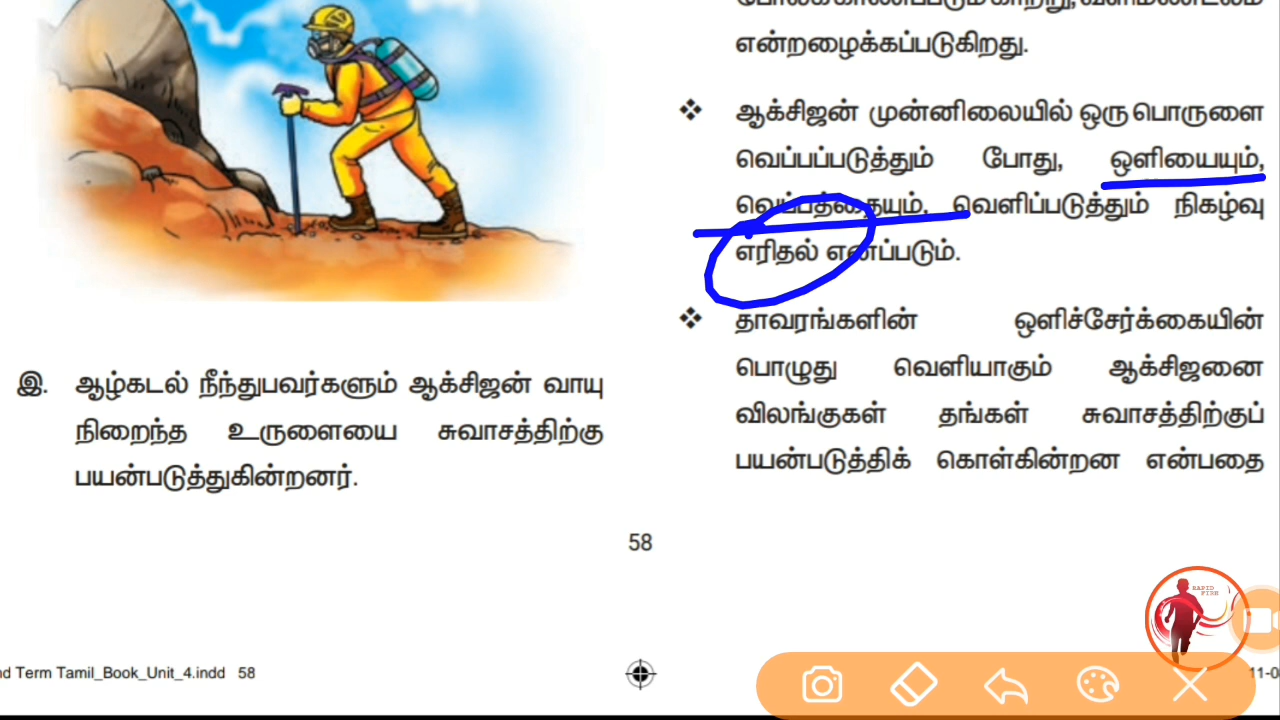 இ. ஆழ்கடல் நீந்துபவர்களும் ஆக்சிஜன் வாயு
நிறைந்த உருளையை சுவாசத்திற்கு
பயன்படுத்துகின்றனர்.
என்றழைக்கப்படுகிறது.
❖ ஆக்சிஜன் முன்னிலையில் ஒரு பொருளை
வெப்பப்படுத்தும் போது, ஒளியையும்,
வெப்பத்தையும், வெளிப்படுத்தும் நிகழ்வு
எரிதல் எனப்படும்.
❖ தாவரங்களின் ஒளிச்சேர்க்கையின்
பொழுது வெளியாகும் ஆக்சிஜனை
விலங்குகள் தங்கள் சுவாசத்திற்குப்
பயன்படுத்திக் கொள்கின்றன என்பதை
58
Term Tamil_Book_Unit_4.indd 58
RAPID
FIRE